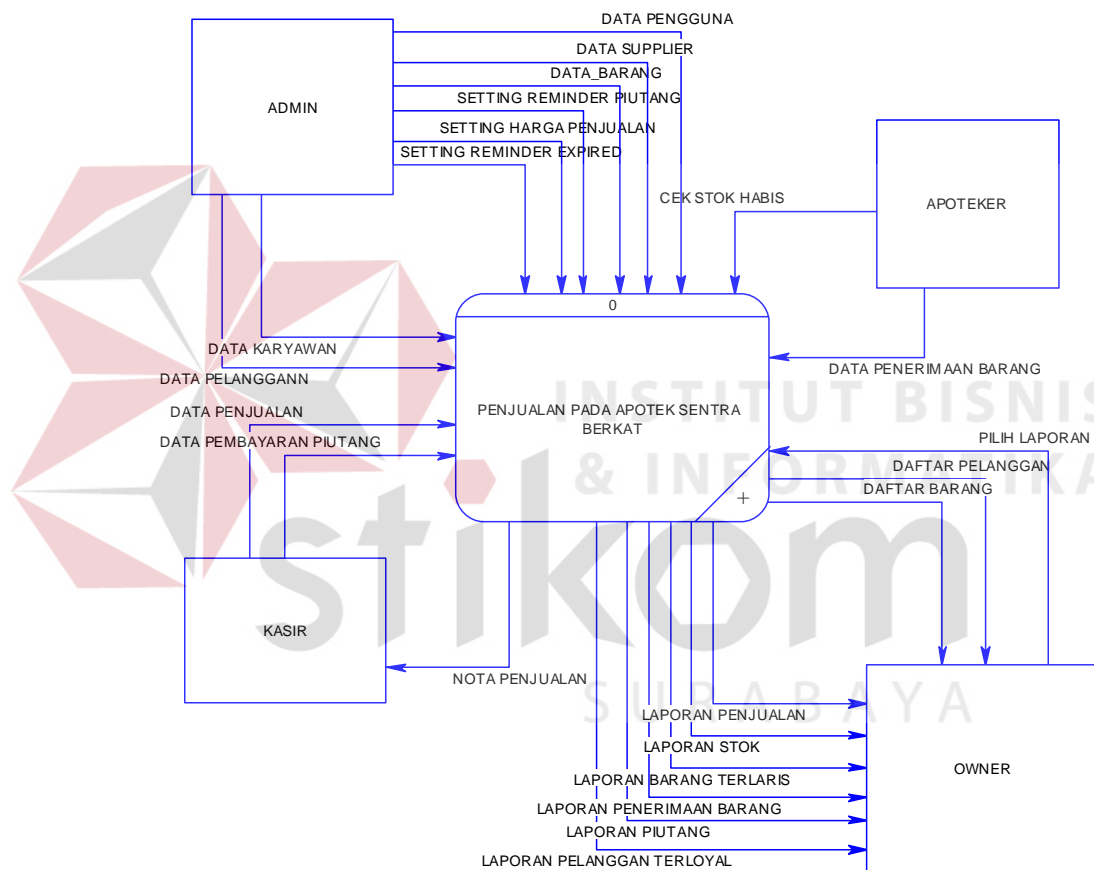 DATA PENGGUNA
DATA SUPPLIER
DATA_BARANG
SETTING REMINDER PIUTANG
SETTING HARGA PENJUALAN
SETTING REMINDER EXPIRED
ADMIN
CEK STOK HABIS
APOTEKER
0
DATA KARYAWAN
DATA PELANGGANN
DATA PENERIMAAN BARANG
DATA PENJUALAN
DATA PEMBAYARAN PIUTANG
PENJUALAN PADA APOTEK SENTRA
BERKAT
INSTITUT BISNIS
& INFORMATIKA
PILIH LAPORAN
DAFTAR PELANGGAN
DAFTAR BARANG
+
stikom
SURABAYA
KASIR
NOTA PENJUALAN
LAPORAN PENJUALAN
LAPORAN STOK
LAPORAN BARANG TERLARIS
LAPORAN PENERIMAAN BARANG
LAPORAN PIUTANG
LAPORAN PELANGGAN TERLOYAL
OWNER